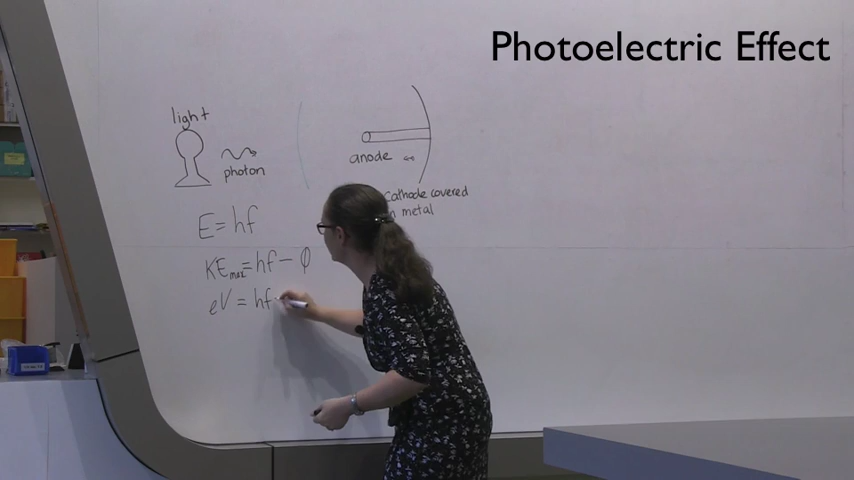 Photoelectric Effect
light
photon
anode
cathode covered
metal
E = hf
KEmax = hf − φ
eV = hf